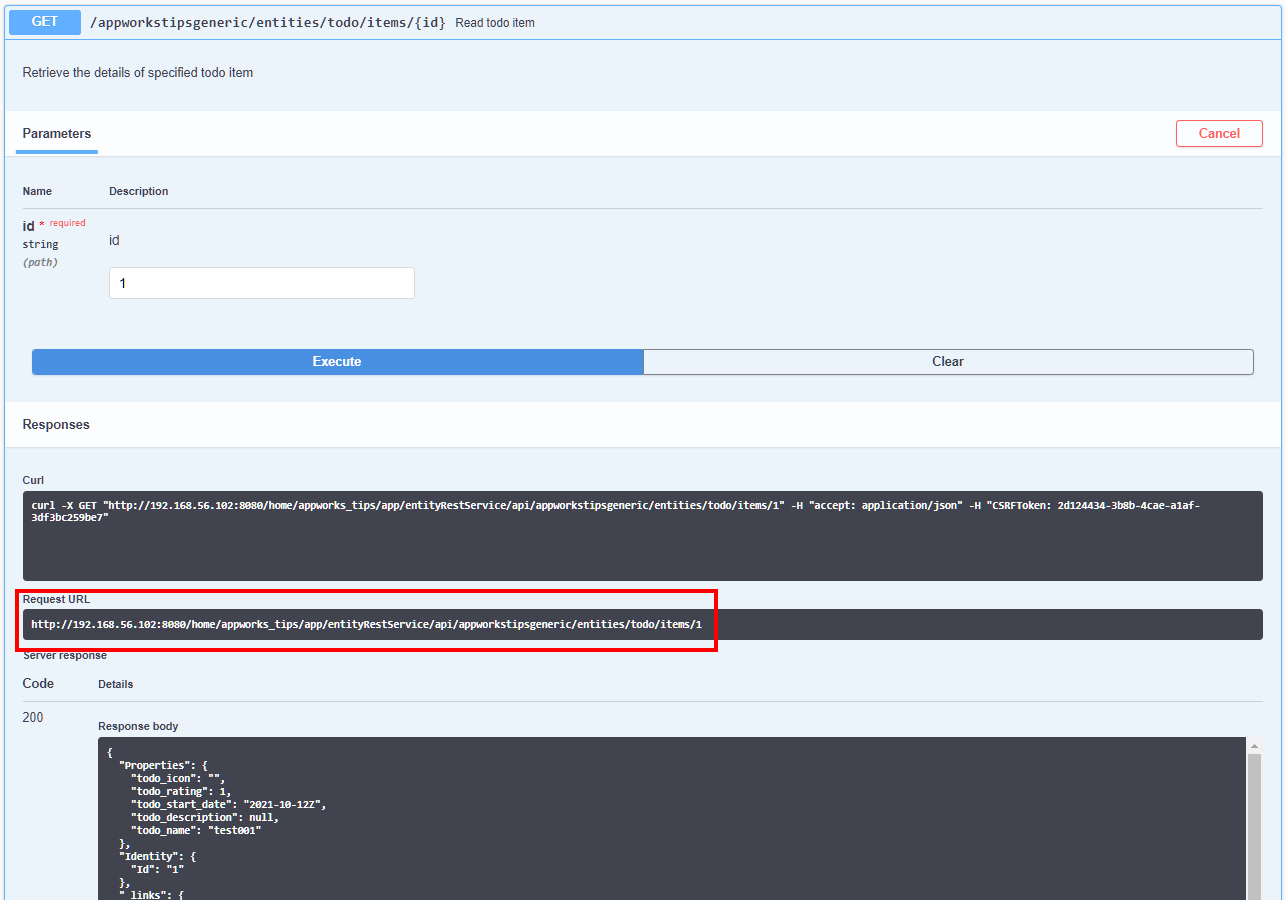 GET /appworkstipsgeneric/entities/todo/items/{id} Read todo item
Retrieve the details of specified todo item
Parameters
Cancel
Name Description
id * required
string
(path)
id
1
Execute Clear
Responses
Curl
curl -X GET "http://192.168.56.102:8080/home/appworks_tips/app/entityRestService/api/appworkstipsgeneric/entities/todo/items/1" -H "accept: application/json" -H "CSRFToken: 2d124434-3b8b-4cae-a1af-
3df3bc259be7"
Request URL
http://192.168.56.102:8080/home/appworks_tips/app/entityRestService/api/appworkstipsgeneric/entities/todo/items/1
Server response
Code Details
200
Response body
{
"Properties": {
"todo_icon": "",
"todo_rating": 1,
"todo_start_date": "2021-10-12Z",
"todo_description": null,
"todo_name": "test001"
},
"Identity": {
"Id": "1"
},
"_links": {